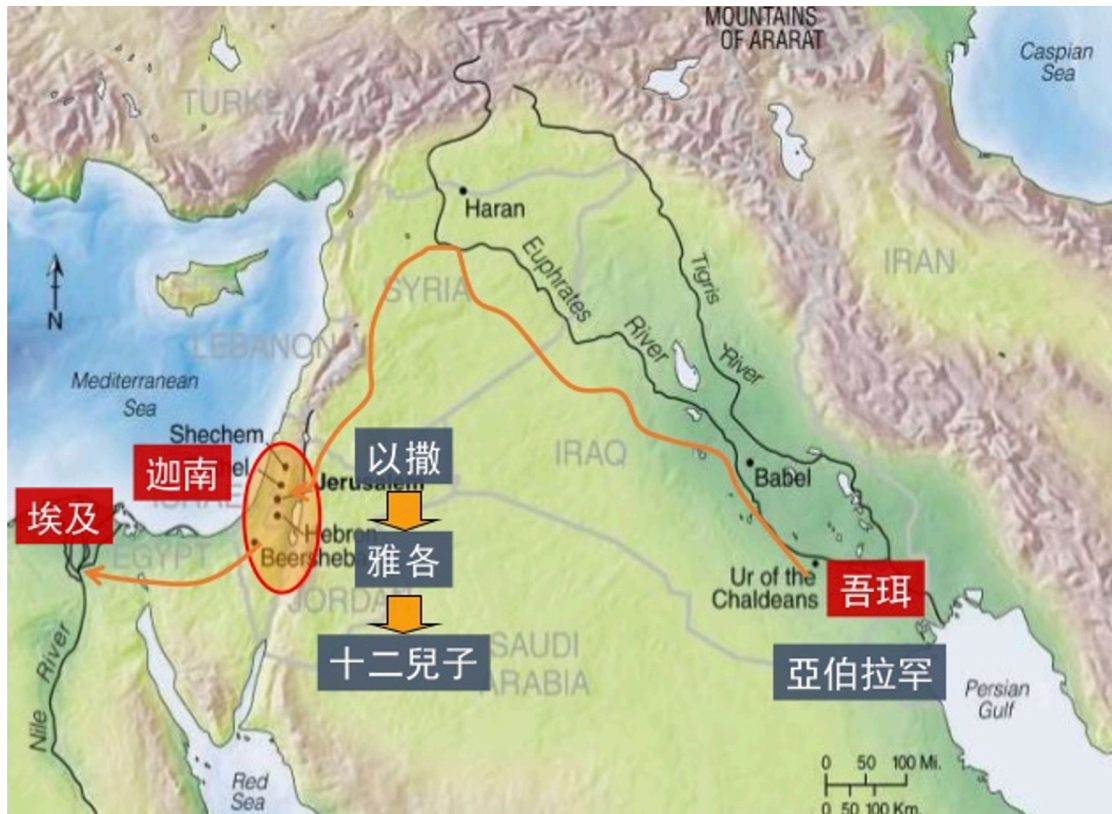 MOUNTAINS
OF ARARAT
Caspian
Sea
TURKEY
Haran
Euphrates
River
Tigris
River
IRAN
SYRIA
N
LEBANON
Mediterranean
Sea
Shechem
迦南
el
以撒
Jerusalem
IRAQ
Babel
埃及
Hebron
EGYPT
Beersheb
雅各
Ur of the
Chaldeans
吾珥
JORDA
十二兒子
SAUDI
ARABIA
亞伯拉罕
Persian
Gulf
Nile River
Red
Sea
0 50 100 Mi.
0 50 100 Km.